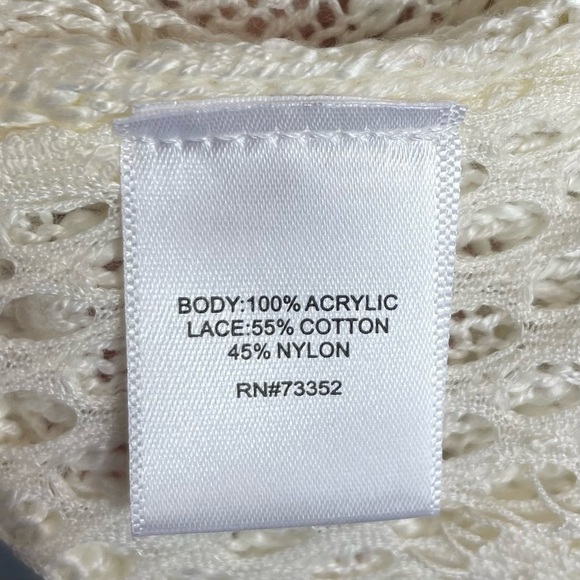 BODY:100% ACRYLIC
LACE:55% COTTON
45% NYLON
RN#73352